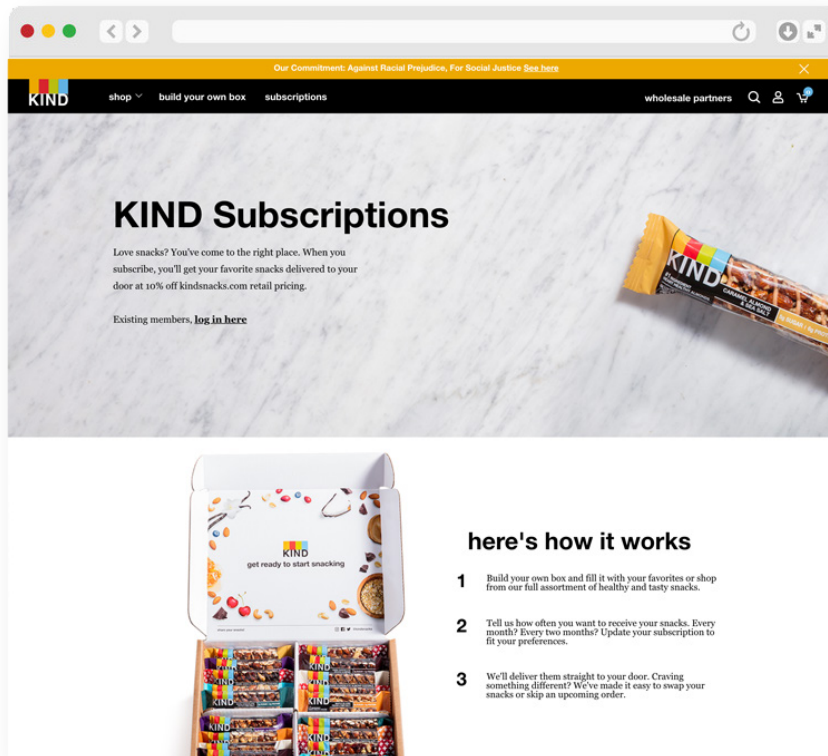 Our Commitment: Against Racial Prejudice, For Social Justice See here
KIND
shop
build your own box
subscriptions
wholesale partners
KIND Subscriptions
Love snacks? You've come to the right place. When you
subscribe, you'll get your favorite snacks delivered to your
door at 10% off kindsnacks.com retail pricing.
Existing members, log in here
KIND
CARAMEL ALMOND
& SEA SALT
KIND
get ready to start snacking
here's how it works
1
Build your own box and fill it with your favorites or shop
from our full assortment of healthy and tasty snacks.
2
Tell us how often you want to receive your snacks. Every
month? Every two months? Update your subscription to
fit your preferences.
3
We'll deliver them straight to your door. Craving
something different? We've made it easy to swap your
snacks or skip an upcoming order.
KIND
KIND
KIND
KIND
KIND
KIND